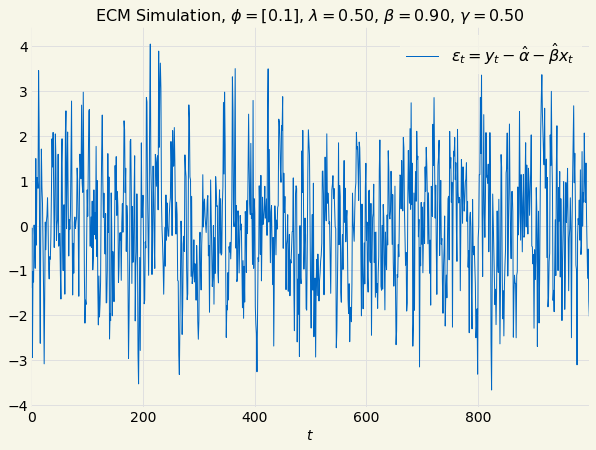 ECM Simulation, ϕ = [0.1], λ = 0.50, β = 0.90, γ = 0.50
ε_t = y_t − α̂ − β̂x_t
4
3
2
1
0
−1
−2
−3
−4
0 200 400 600 800
t